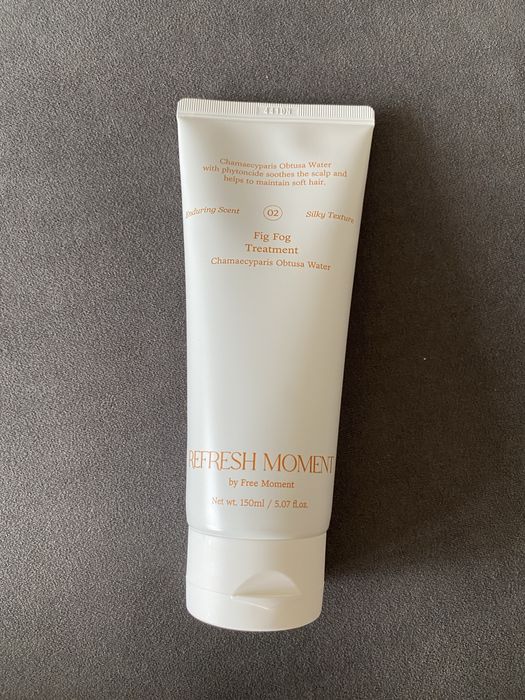 Chamaecyparis Obtusa Water
with phytoncide soothes the scalp and
helps to maintain soft hair.
Enduring Scent 02 Silky Texture
Fig Fog
Treatment
Chamaecyparis Obtusa Water
REFRESH MOMENT
by Free Moment
Net wt. 150ml / 5.07 fl.oz.